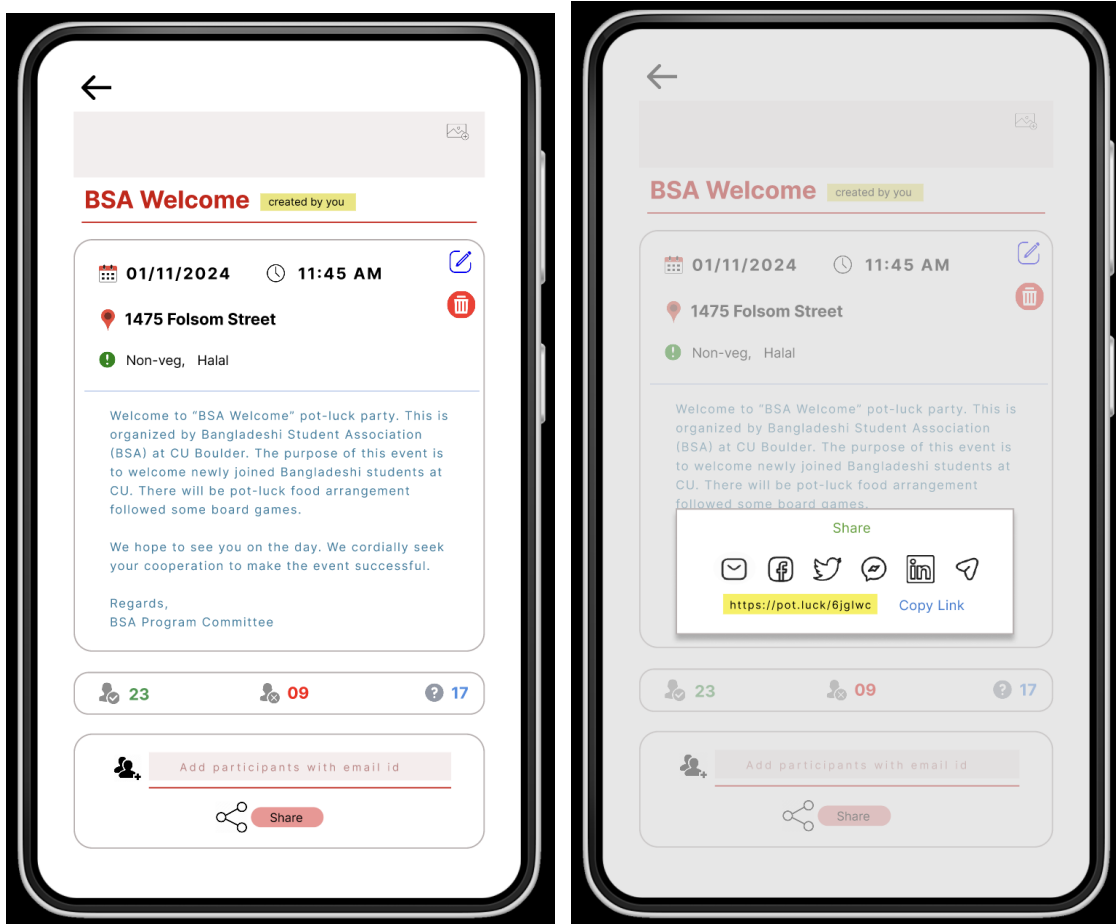 BSA Welcome created by you
01/11/2024 11:45 AM
1475 Folsom Street
Non-veg, Halal
Welcome to “BSA Welcome” pot-luck party. This is
organized by Bangladeshi Student Association
(BSA) at CU Boulder. The purpose of this event is
to welcome newly joined Bangladeshi students at
CU. There will be pot-luck food arrangement
followed some board games.
We hope to see you on the day. We cordially seek
your cooperation to make the event successful.
Regards,
BSA Program Committee
23 09 17
Add participants with email id
Share
BSA Welcome created by you
01/11/2024 11:45 AM
1475 Folsom Street
Non-veg, Halal
Welcome to “BSA Welcome” pot-luck party. This is
organized by Bangladeshi Student Association
(BSA) at CU Boulder. The purpose of this event is
to welcome newly joined Bangladeshi students at
CU. There will be pot-luck food arrangement
followed some board games.
Share
https://pot.luck/6jglwc Copy Link
23 09 17
Add participants with email id
Share